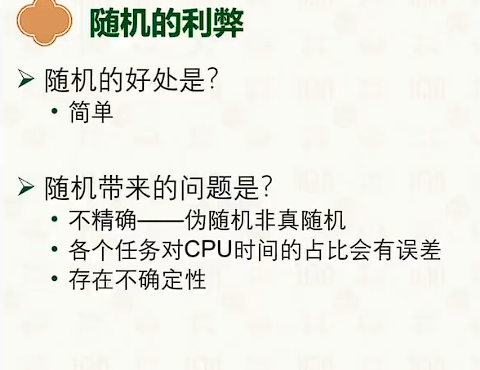 随机的利弊
随机的好处是？
简单
随机带来的问题是？
不精确——伪随机非真随机
各个任务对CPU时间的占比会有误差
存在不确定性